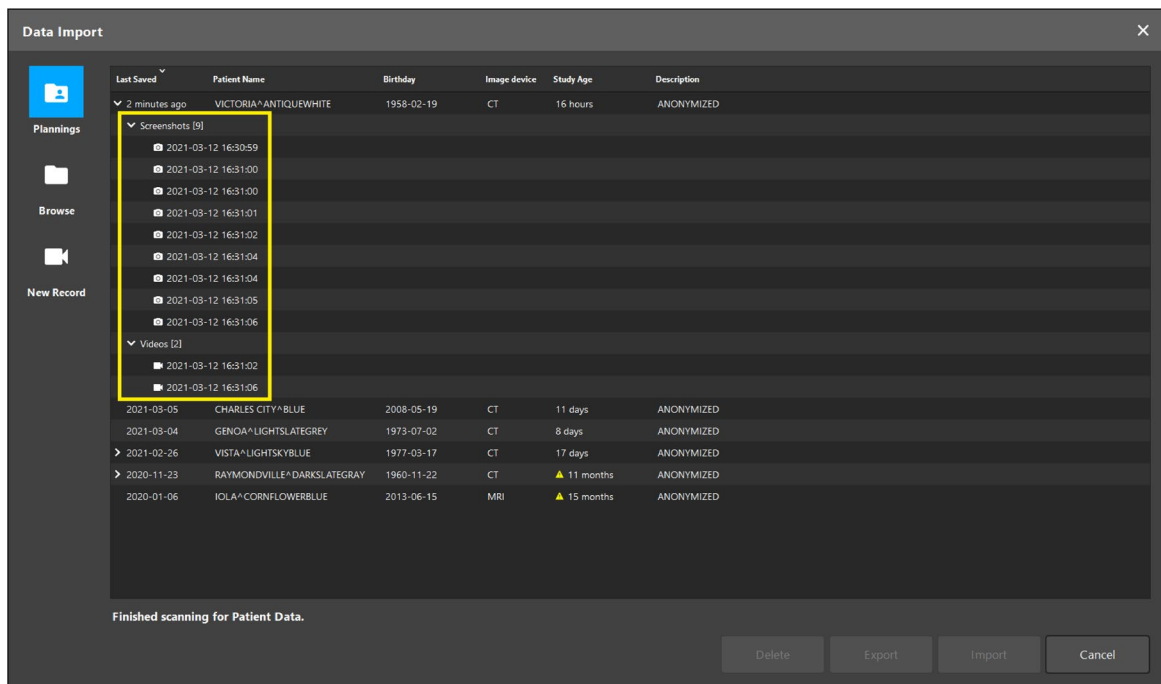 Data Import
Last Saved Patient Name Birthday Image device Study Age Description
2 minutes ago VICTORIA^ANTIQUEWHITE 1958-02-19 CT 16 hours ANONYMIZED
Plannings
Screenshots [9]
2021-03-12 16:30:59
2021-03-12 16:31:00
2021-03-12 16:31:00
Browse
2021-03-12 16:31:01
2021-03-12 16:31:02
2021-03-12 16:31:04
2021-03-12 16:31:04
New Record
2021-03-12 16:31:05
2021-03-12 16:31:06
Videos [2]
2021-03-12 16:31:02
2021-03-12 16:31:06
2021-03-05 CHARLES CITY^BLUE 2008-05-19 CT 11 days ANONYMIZED
2021-03-04 GENOA^LIGHTSLATEGREY 1973-07-02 CT 8 days ANONYMIZED
2021-02-26 VISTA^LIGHTSKYBLUE 1977-03-17 CT 17 days ANONYMIZED
2020-11-23 RAYMONDVILLE^DARKSLATEGRAY 1960-11-22 CT 11 months ANONYMIZED
2020-01-06 IOLA^CORNFLOWERBLUE 2013-06-15 MRI 15 months ANONYMIZED
Finished scanning for Patient Data.
Delete Export Import Cancel